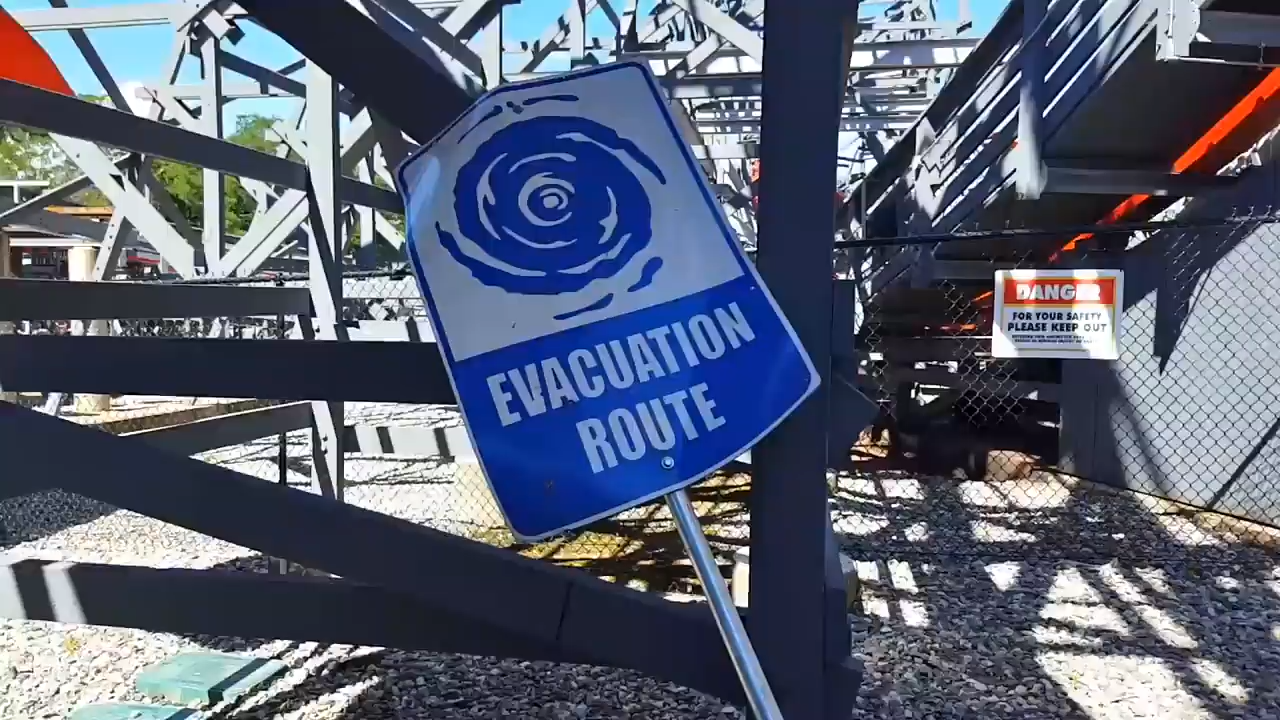 EVACUATION
ROUTE
DANGER
FOR YOUR SAFETY
PLEASE KEEP OUT